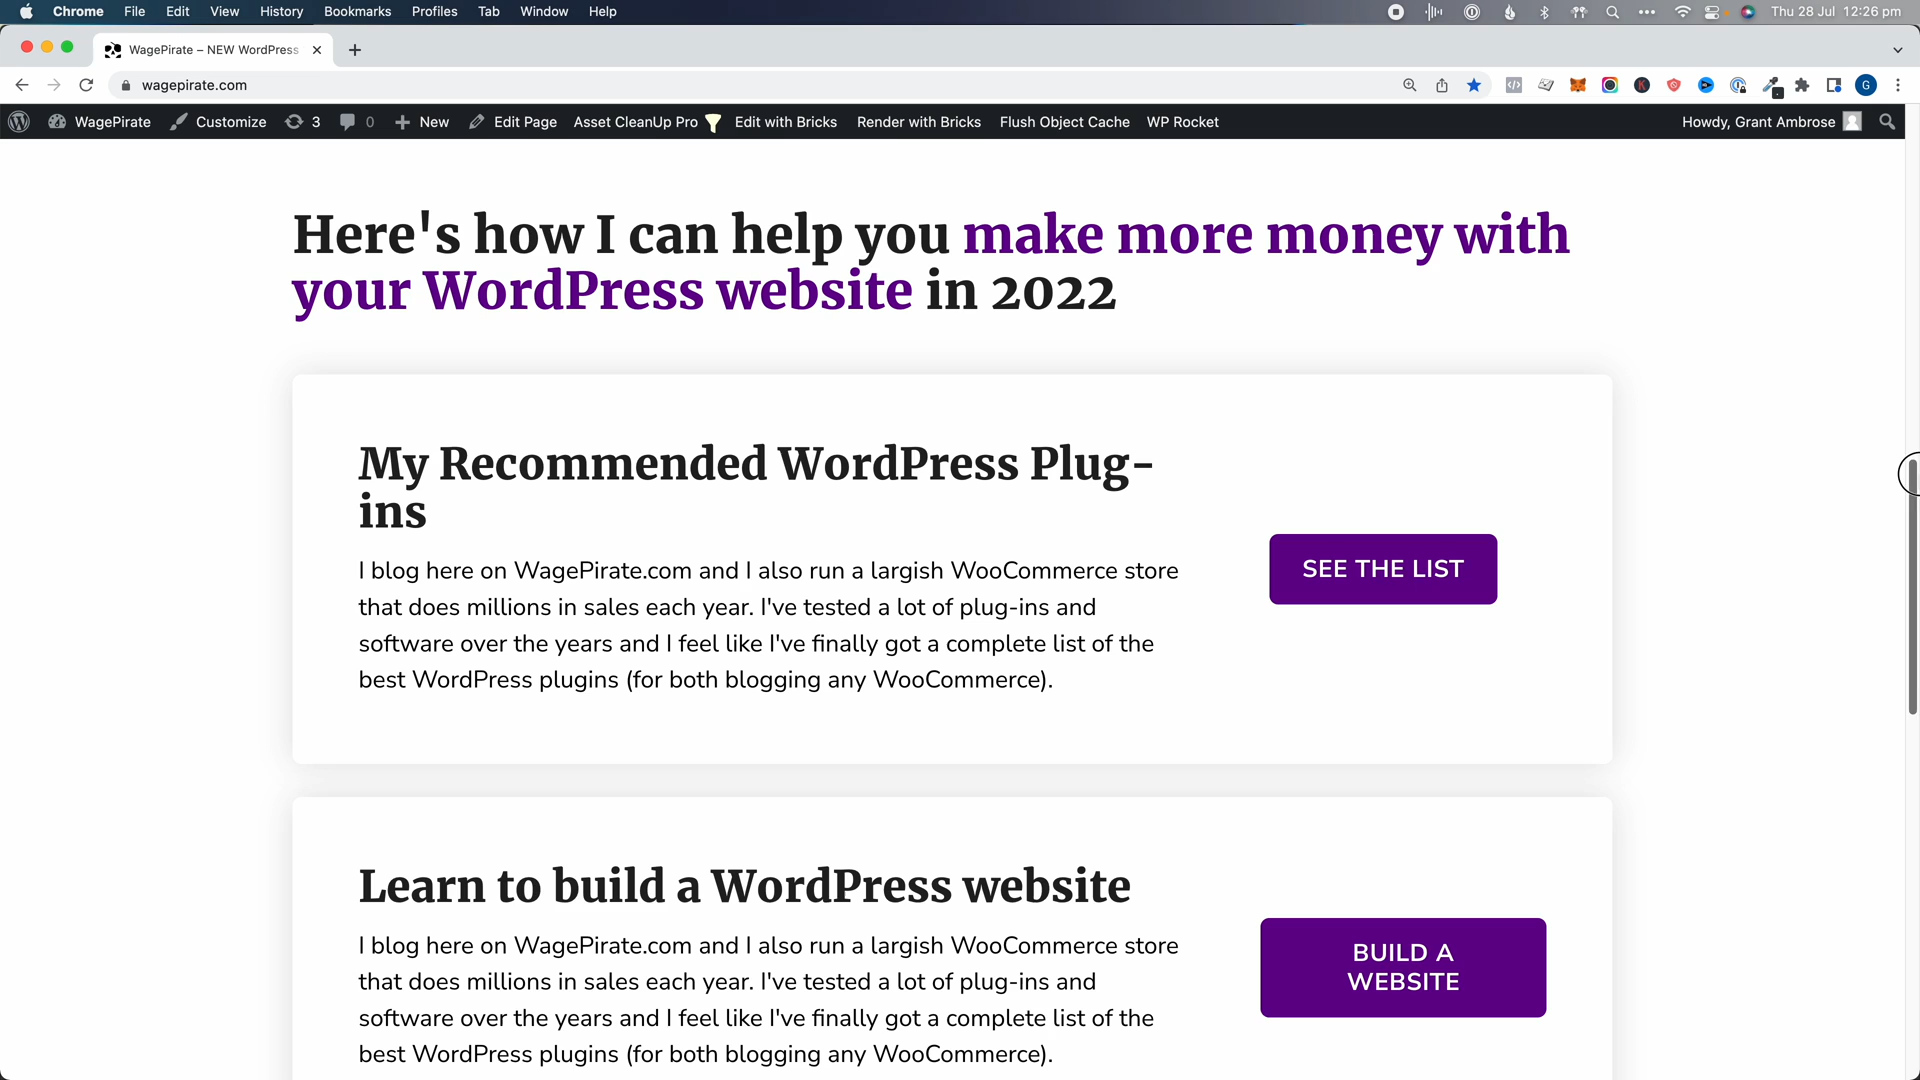 Chrome File Edit View History Bookmarks Profiles Tab Window Help Thu 28 Jul 12:26 pm
WagePirate – NEW WordPress
wagepirate.com
WagePirate Customize 3 0 New Edit Page Asset CleanUp Pro Edit with Bricks Render with Bricks Flush Object Cache WP Rocket Howdy, Grant Ambrose
Here's how I can help you make more money with
your WordPress website in 2022
My Recommended WordPress Plug-
ins
I blog here on WagePirate.com and I also run a largish WooCommerce store
that does millions in sales each year. I've tested a lot of plug-ins and
software over the years and I feel like I've finally got a complete list of the
best WordPress plugins (for both blogging any WooCommerce).
SEE THE LIST
Learn to build a WordPress website
I blog here on WagePirate.com and I also run a largish WooCommerce store
that does millions in sales each year. I've tested a lot of plug-ins and
software over the years and I feel like I've finally got a complete list of the
best WordPress plugins (for both blogging any WooCommerce).
BUILD A
WEBSITE